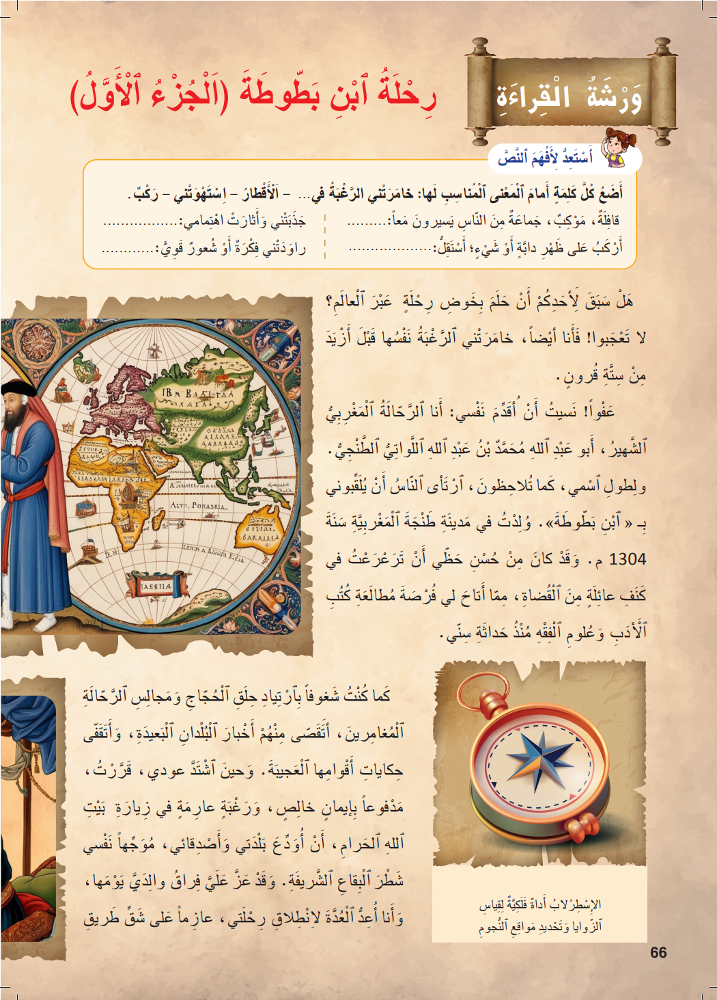 وَرْشَةُ الْقِراءَةِ
رِحْلَةُ ٱبْنِ بَطّوطَةَ (اَلْجُزْءُ ٱلْأَوَّلُ)
أَسْتَعِدُّ لِأَفْهَمَ ٱلنَّصَّ
أَضَعُ كُلَّ كَلِمَةٍ أَمامَ ٱلْمَعْنى ٱلْمُناسِبِ لَها: خامَرَتْني الرَّغْبَةُ في... – اَلْأَقْطارُ – اِسْتَهْوَتْني – رَكْبٌ.
قافِلَةٌ، مَوْكِبٌ، جَماعَةٌ مِنَ النّاسِ يَسيرونَ مَعاً:.........
جَذَبَتْني وَأَثارَتْ اهْتِمامي:.................
أَرْكَبُ عَلى ظَهْرِ دابَّةٍ أَوْ شَيْءٍ؛ أَسْتَقِلُّ:...................
راوَدَتْني فِكْرَةٌ أَوْ شُعورٌ قَوِيٌّ:............
هَلْ سَبَقَ لِأَحَدِكُمْ أَنْ حَلَمَ بِخَوضِ رِحْلَةٍ عَبْرَ ٱلْعالَمِ؟
لا تَعْجَبوا! فَأَنا أَيْضاً، خامَرَتْني ٱلرَّغْبَةُ نَفْسُها قَبْلَ أَزْيَدَ
مِنْ سِتَّةِ قُرونٍ.
عَفْواً! نَسيتُ أَنْ أُقَدِّمَ نَفْسي: أَنا ٱلرَّحّالَةُ ٱلْمَغْرِبِيُّ
ٱلشَّهيرُ، أَبو عَبْدِ ٱللهِ مُحَمَّدُ بْنُ عَبْدِ ٱللهِ ٱللَّواتِيُّ ٱلطَّنْجِيُّ.
ولِطولِ ٱسْمي، كَما تُلاحِظونَ، ٱرْتَأى ٱلنّاسُ أَنْ يُلَقِّبوني
بِـ « ٱبْنِ بَطّوطَةَ». وُلِدْتُ في مَدينَةِ طَنْجَةَ ٱلْمَغْرِبِيَّةِ سَنَةَ
1304 م. وَقَدْ كانَ مِنْ حُسْنِ حَظّي أَنْ تَرَعْرَعْتُ في
كَنَفِ عائِلَةٍ مِنَ ٱلْقُضاةِ، مِمّا أَتاحَ لي فُرْصَةَ مُطالَعَةِ كُتُبِ
ٱلْأَدَبِ وَعُلومِ ٱلْفِقْهِ مُنْذُ حَداثَةِ سِنّي.
IASSIIA
كَما كُنْتُ شَغوفاً بِٱرْتِيادِ حِلَقِ ٱلْحُجّاجِ وَمَجالِسِ ٱلرَّحّالَةِ
ٱلْمُغامِرينَ، أَتَقَصّى مِنْهُمْ أَخْبارَ ٱلْبُلْدانِ ٱلْبَعيدَةِ، وَأَتَقَفّى
حِكاياتِ أَقْوامِها ٱلْعَجيبَةَ. وَحينَ ٱشْتَدَّ عودي، قَرَّرْتُ،
مَدْفوعاً بِإيمانٍ خالِصٍ، وَرَغْبَةٍ عارِمَةٍ في زِيارَةِ بَيْتِ
ٱللهِ ٱلحَرامِ، أَنْ أُوَدِّعَ بَلْدَتي وَأَصْدِقائي، مُوَجِّهاً نَفْسي
شَطْرَ ٱلْبِقاعِ ٱلشَّريفَةِ. وَقَدْ عَزَّ عَلَيَّ فِراقُ والِدَيَّ يَوْمَها،
وَأَنا أُعِدُّ ٱلْعُدَّةَ لِانْطِلاقِ رِحْلَتي، عازِماً عَلى شَقِّ طَريقِ
الإِسْطِرْلابُ أَداةٌ فَلَكِيَّةٌ لِقِياسِ
ٱلزَّوايا وَتَحْديدِ مَواقِعِ ٱلنُّجومِ
66